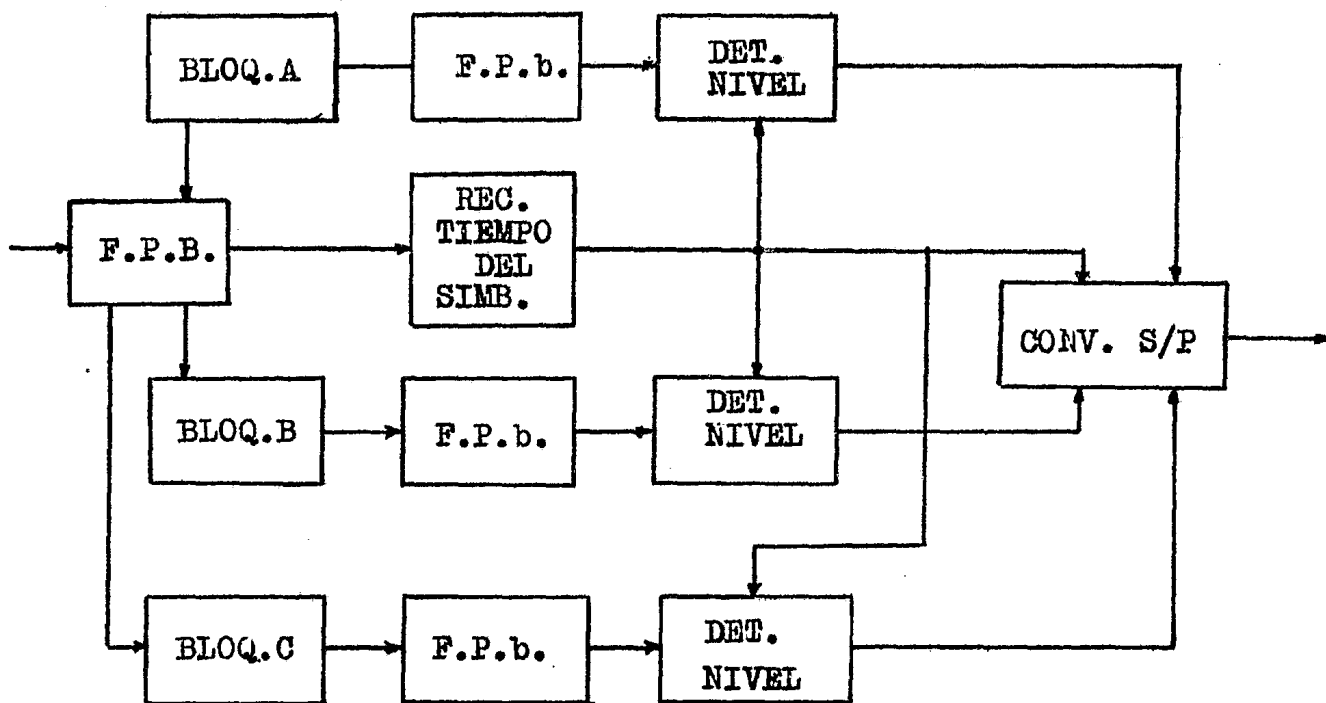 BLOQ.A
F.P.b.
DET.
NIVEL
F.P.B.
REC.
TIEMPO
DEL
SIMB.
CONV. S/P
BLOQ.B
F.P.b.
DET.
NIVEL
BLOQ.C
F.P.b.
DET.
NIVEL